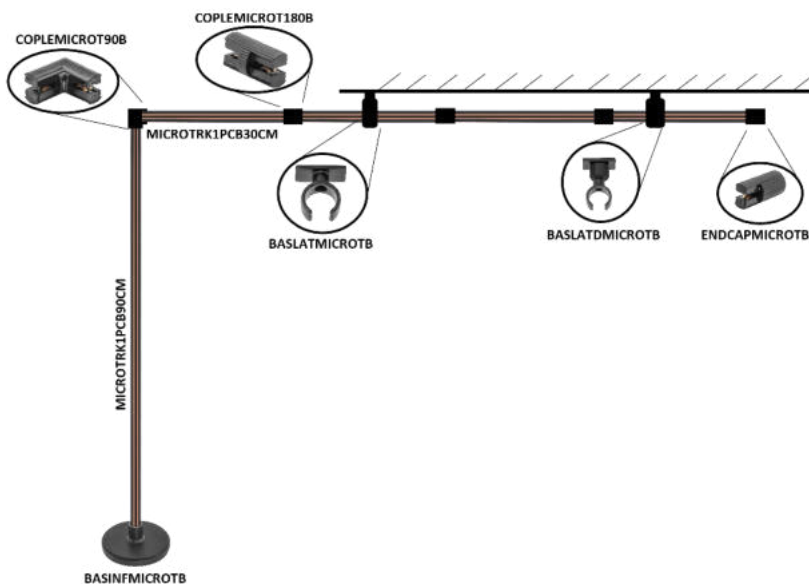 COPLEMICROT180B
COPLEMICROT90B
MICROTRK1PCB30CM
BASLATMICROTB
BASLATDMICROTB
ENDCAPMICROTB
MICROTRK1PCB90CM
BASINFMICROTB